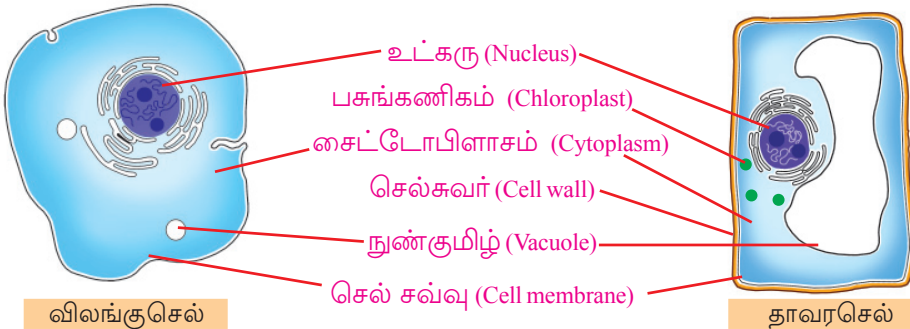 உட்கரு (Nucleus)
பசுங்கணிகம் (Chloroplast)
சைட்டோபிளாசம் (Cytoplasm)
செல்சுவர் (Cell wall)
நுண்குமிழ் (Vacuole)
செல் சவ்வு (Cell membrane)
விலங்குசெல்
தாவரசெல்